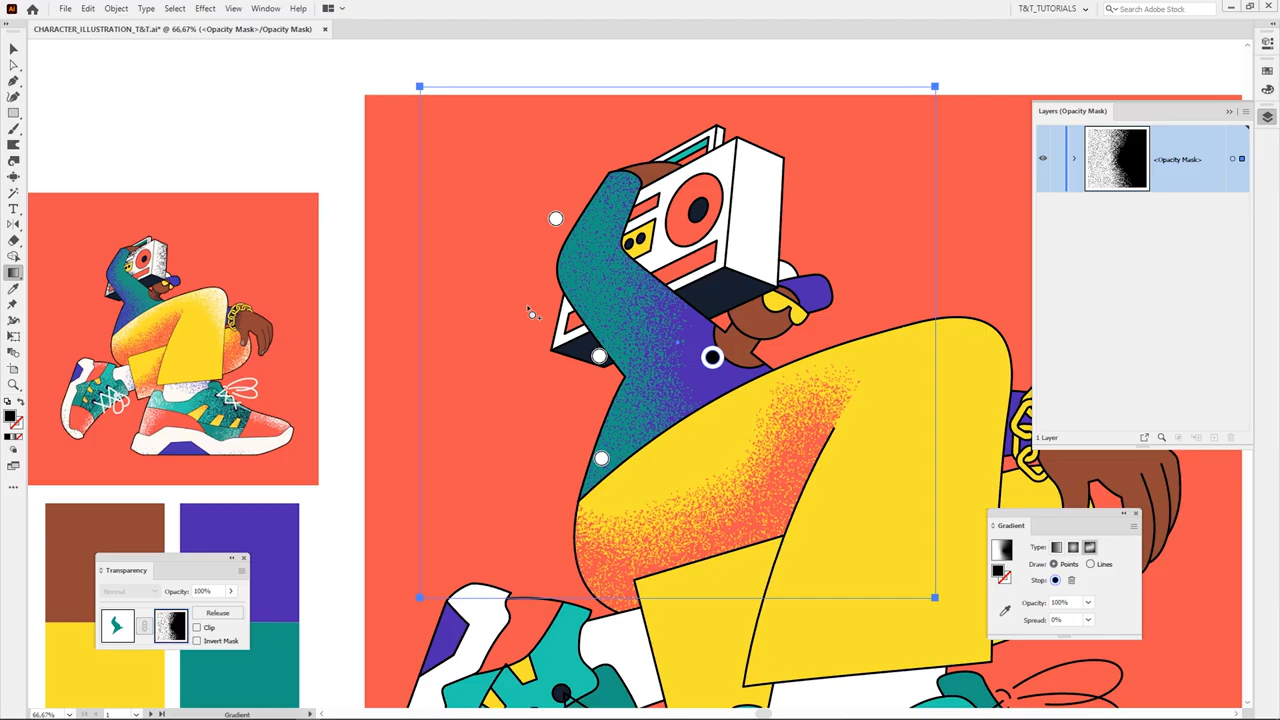 Ai File Edit Object Type Select Effect View Window Help T&T_TUTORIALS Search Adobe Stock
CHARACTER_ILLUSTRATION_T&T.ai* @ 66,67% (<Opacity Mask>/Opacity Mask) ×
Layers (Opacity Mask)
<Opacity Mask>
1 Layer
Gradient
Type:
Draw: Points Lines
Stop:
Opacity: 100%
Spread: 0%
Transparency
Normal Opacity: 100%
Release
Clip
Invert Mask
66,67% 1 Gradient